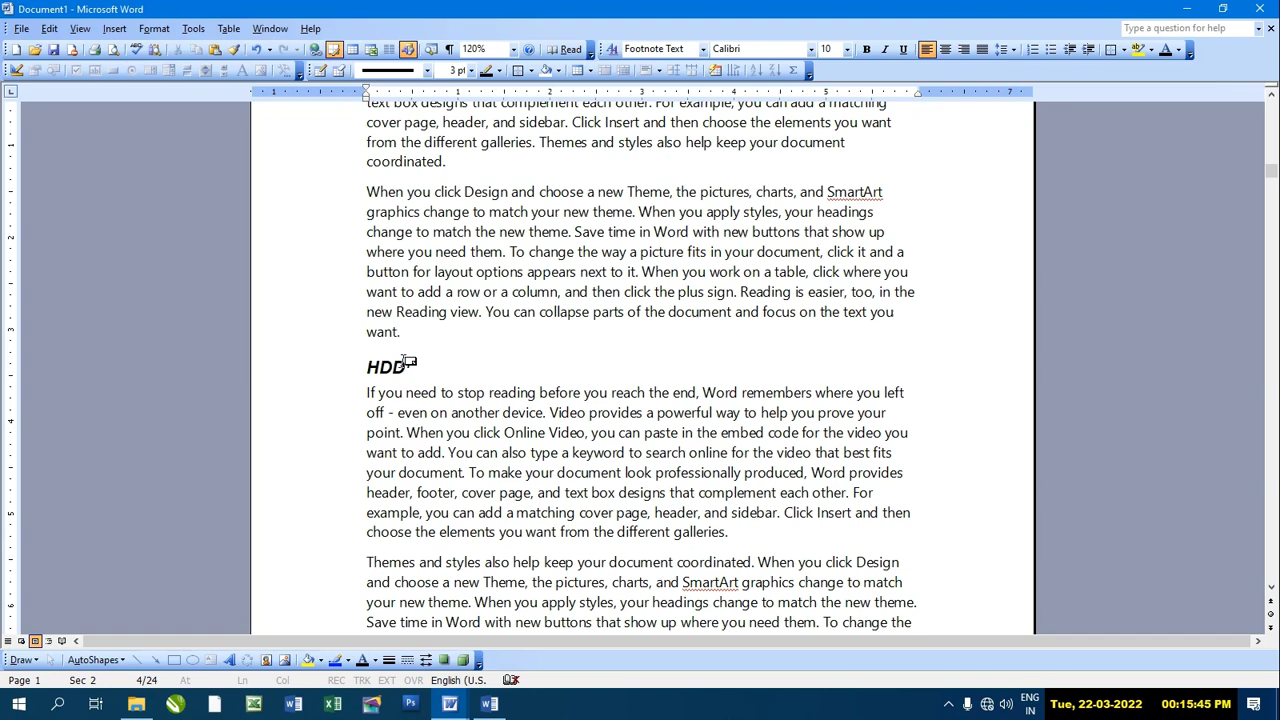 Document1 - Microsoft Word
File Edit View Insert Format Tools Table Window Help
Type a question for help
120%
Read
Footnote Text
Calibri
10
B I U
3 pt
1 1 2 3 4 5 6 7
text box designs that complement each other. For example, you can add a matching
cover page, header, and sidebar. Click Insert and then choose the elements you want
from the different galleries. Themes and styles also help keep your document
coordinated.
When you click Design and choose a new Theme, the pictures, charts, and SmartArt
graphics change to match your new theme. When you apply styles, your headings
change to match the new theme. Save time in Word with new buttons that show up
where you need them. To change the way a picture fits in your document, click it and a
button for layout options appears next to it. When you work on a table, click where you
want to add a row or a column, and then click the plus sign. Reading is easier, too, in the
new Reading view. You can collapse parts of the document and focus on the text you
want.
HDD
If you need to stop reading before you reach the end, Word remembers where you left
off - even on another device. Video provides a powerful way to help you prove your
point. When you click Online Video, you can paste in the embed code for the video you
want to add. You can also type a keyword to search online for the video that best fits
your document. To make your document look professionally produced, Word provides
header, footer, cover page, and text box designs that complement each other. For
example, you can add a matching cover page, header, and sidebar. Click Insert and then
choose the elements you want from the different galleries.
Themes and styles also help keep your document coordinated. When you click Design
and choose a new Theme, the pictures, charts, and SmartArt graphics change to match
your new theme. When you apply styles, your headings change to match the new theme.
Save time in Word with new buttons that show up where you need them. To change the
Draw AutoShapes
Page 1 Sec 2 4/24 At Ln Col REC TRK EXT OVR English (U.S.
ENG
IN
Tue, 22-03-2022 00:15:45 PM